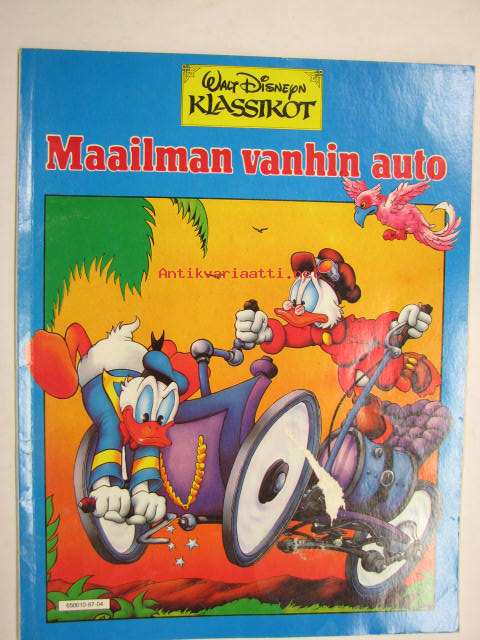 WALT DISNEYN
KLASSIKOT
Maailman vanhin auto
Antikvariaatti.net
650010-87-04